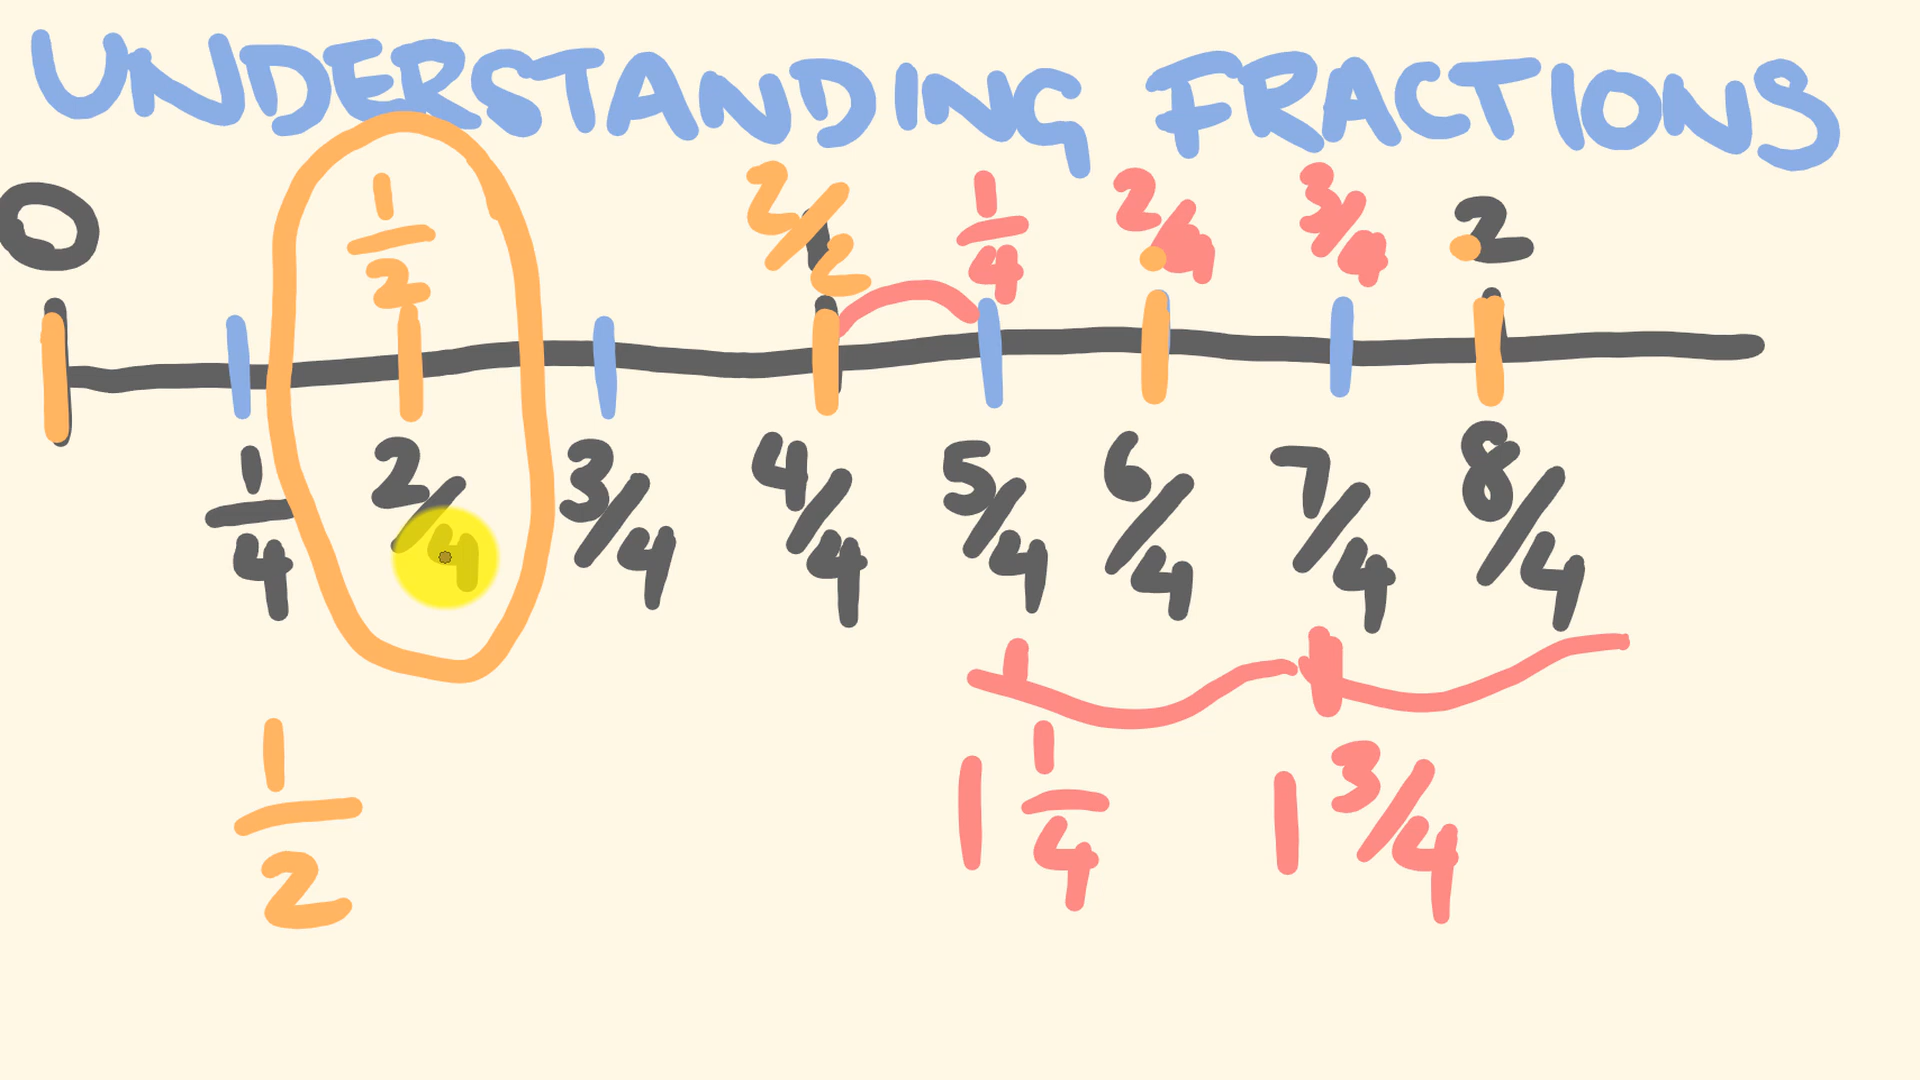 UNDERSTANDING FRACTIONS
0 1/2 2/2 1/4 2/4 3/4 2
1/4 2/4 3/4 4/4 5/4 6/4 7/4 8/4
1/2 1 1/4 1 3/4